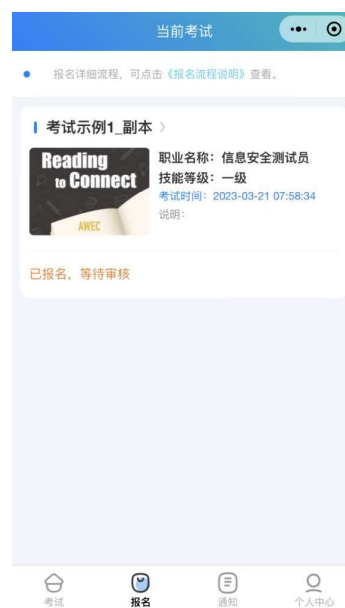 当前考试
报名详细流程，可点击《报名流程说明》查看。
考试示例1_副本
Reading
to Connect
AWEC
职业名称：信息安全测试员
技能等级：一级
考试时间：2023-03-21 07:58:34
说明：
已报名，等待审核
考试
报名
通知
个人中心